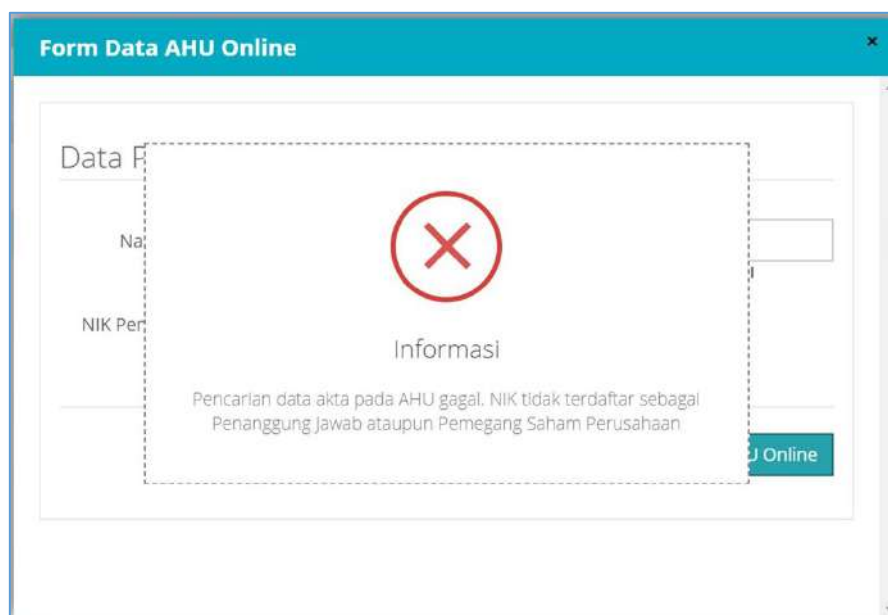 Form Data AHU Online
×
Data P
Na
NIK Per
Informasi
Pencarian data akta pada AHU gagal. NIK tidak terdaftar sebagai
Penanggung Jawab ataupun Pemegang Saham Perusahaan
U Online